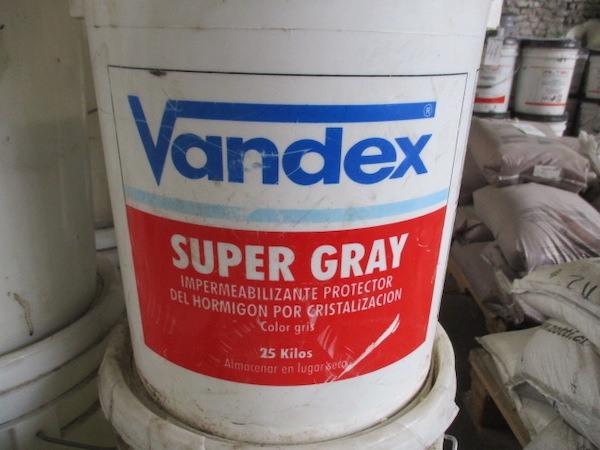 Vandex®
SUPER GRAY
IMPERMEABILIZANTE PROTECTOR
DEL HORMIGON POR CRISTALIZACION
Color gris
25 Kilos
Almacenar en lugar seco